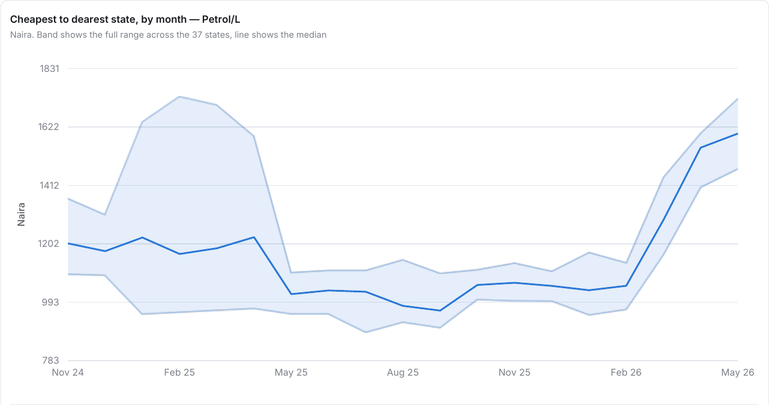 Cheapest to dearest state, by month — Petrol/L
Naira. Band shows the full range across the 37 states, line shows the median
1831
1622
1412
1202
993
783
Naira
Nov 24 Feb 25 May 25 Aug 25 Nov 25 Feb 26 May 26